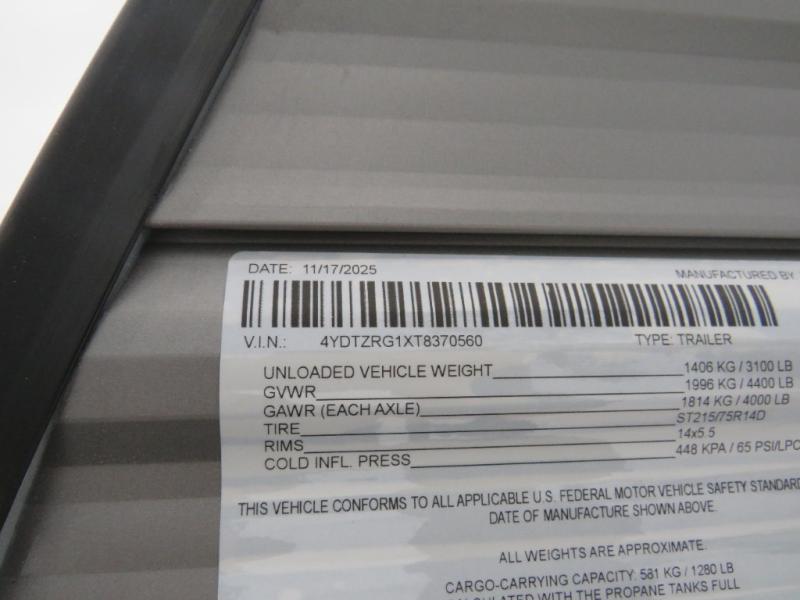 DATE: 11/17/2025
MANUFACTURED BY
V.I.N.: 4YDTZRG1XT8370560 TYPE: TRAILER
UNLOADED VEHICLE WEIGHT 1406 KG / 3100 LB
GVWR 1996 KG / 4400 LB
GAWR (EACH AXLE) 1814 KG / 4000 LB
TIRE ST215/75R14D
RIMS 14x5.5
COLD INFL. PRESS 448 KPA / 65 PSI/LPC
THIS VEHICLE CONFORMS TO ALL APPLICABLE U.S. FEDERAL MOTOR VEHICLE SAFETY STANDARD
DATE OF MANUFACTURE SHOWN ABOVE.
ALL WEIGHTS ARE APPROXIMATE.
CARGO-CARRYING CAPACITY: 581 KG / 1280 LB
CALCULATED WITH THE PROPANE TANKS FULL